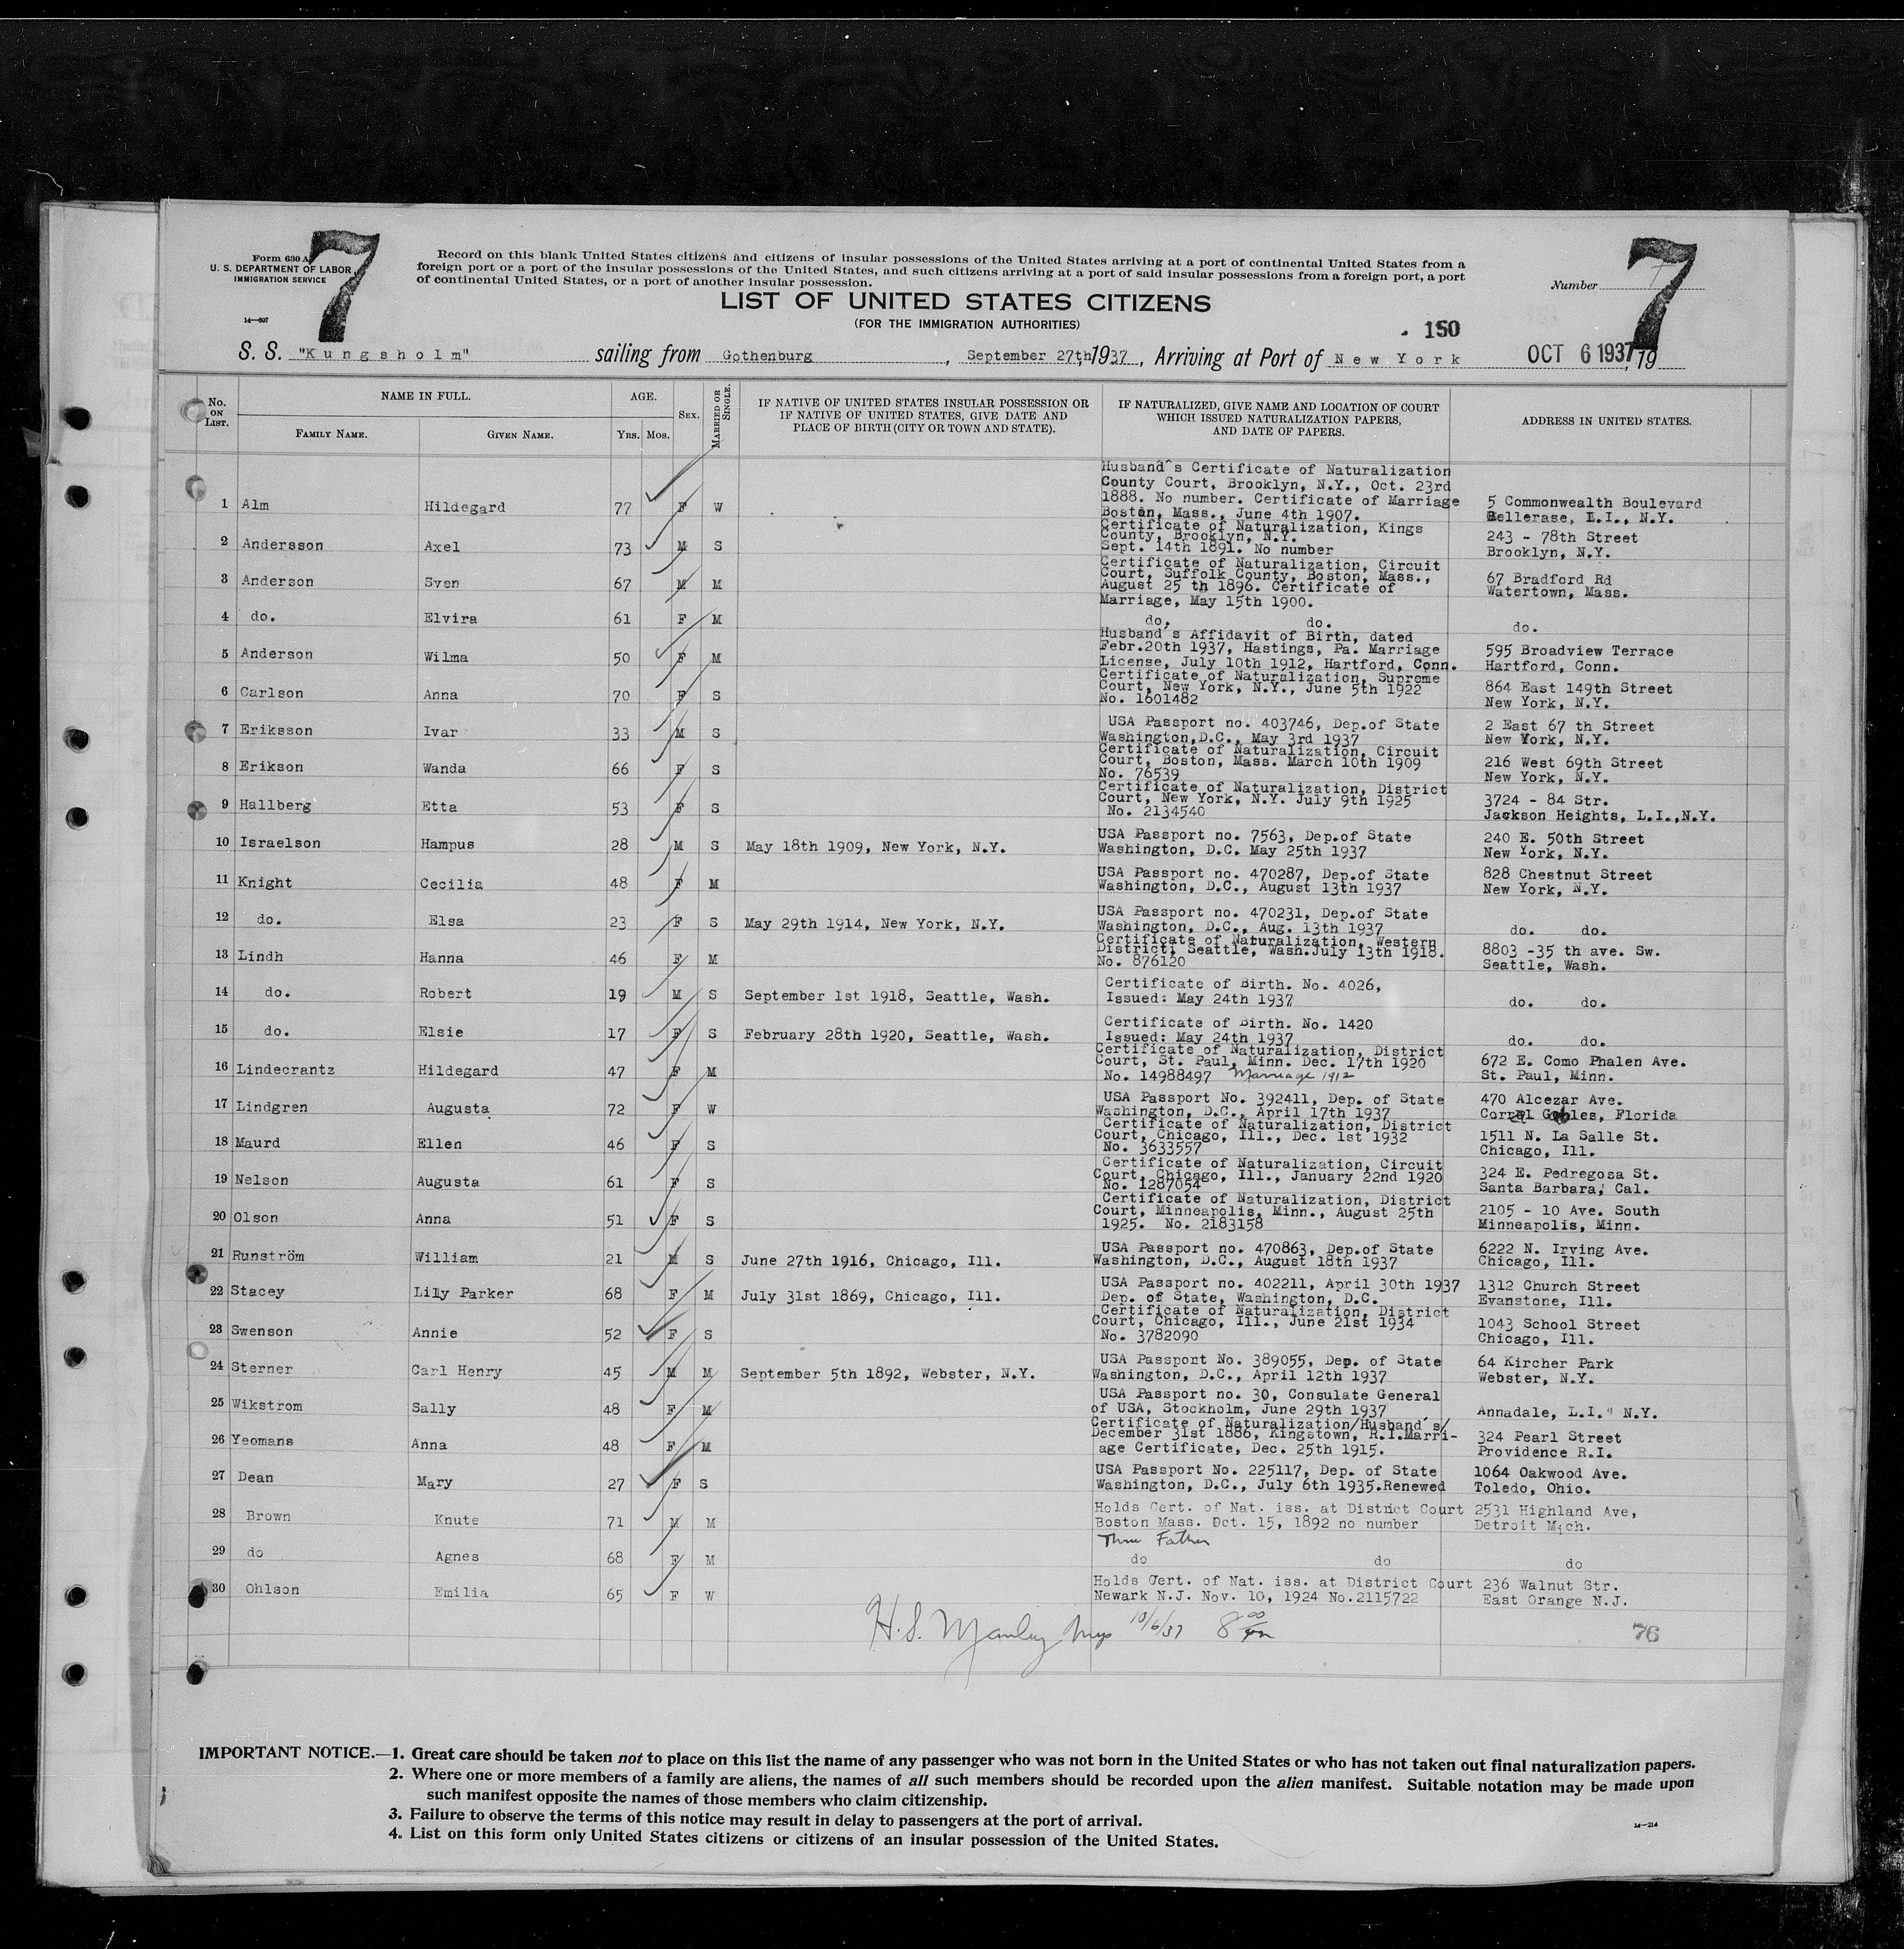 7
7
Form 630 A
U. S. DEPARTMENT OF LABOR
IMMIGRATION SERVICE
14—607
Record on this blank United States citizens and citizens of insular possessions of the United States arriving at a port of continental United States from a
foreign port or a port of the insular possessions of the United States, and such citizens arriving at a port of said insular possessions from a foreign port, a port
of continental United States, or a port of another insular possession.
Number 7
LIST OF UNITED STATES CITIZENS
(FOR THE IMMIGRATION AUTHORITIES)
150
S. S. "Kungsholm" sailing from Gothenburg, September 27th, 1937, Arriving at Port of New York OCT 6 1937, 19
No. ON LIST. NAME IN FULL. AGE. SEX. MARRIED OR SINGLE. IF NATIVE OF UNITED STATES INSULAR POSSESSION OR IF NATIVE OF UNITED STATES, GIVE DATE AND PLACE OF BIRTH (CITY OR TOWN AND STATE). IF NATURALIZED, GIVE NAME AND LOCATION OF COURT WHICH ISSUED NATURALIZATION PAPERS, AND DATE OF PAPERS. ADDRESS IN UNITED STATES.
FAMILY NAME. GIVEN NAME. Yrs. Mos.
Husband's Certificate of Naturalization
County Court, Brooklyn, N.Y., Oct. 23rd
1888. No number. Certificate of Marriage
1 Alm Hildegard 77 F W Boston, Mass., June 4th 1907. 5 Commonwealth Boulevard
Bellerase, L.I., N.Y.
Certificate of Naturalization, Kings
County, Brooklyn, N.Y.
2 Andersson Axel 73 M S Sept. 14th 1891. No number 243 - 78th Street
Brooklyn, N.Y.
Certificate of Naturalization, Circuit
Court, Suffolk County, Boston, Mass.,
3 Anderson Sven 67 M M August 25 th 1896. Certificate of 67 Bradford Rd
Marriage, May 15th 1900. Watertown, Mass.
4 do. Elvira 61 F M do. do. do.
Husband's Affidavit of Birth, dated
5 Anderson Wilma 50 F M Febr.20th 1937, Hastings, Pa. Marriage 595 Broadview Terrace
License, July 10th 1912, Hartford, Conn. Hartford, Conn.
Certificate of Naturalization, Supreme
6 Carlson Anna 70 F S Court, New York, N.Y., June 5th 1922 864 East 149th Street
No. 1601482 New York, N.Y.
7 Eriksson Ivar 33 M S USA Passport no. 403746, Dep.of State 2 East 67 th Street
Washington,D.C., May 3rd 1937 New York, N.Y.
Certificate of Naturalization, Circuit
8 Erikson Wanda 66 F S Court, Boston, Mass. March 10th 1909 216 West 69th Street
No. 76539 New York, N.Y.
Certificate of Naturalization, District
9 Hallberg Etta 53 F S Court, New York, N.Y. July 9th 1925 3724 - 84 Str.
No. 2134540 Jackson Heights, L.I.,N.Y.
10 Israelson Hampus 28 M S May 18th 1909, New York, N.Y. USA Passport no. 7563, Dep.of State 240 E. 50th Street
Washington, D.C. May 25th 1937 New York, N.Y.
11 Knight Cecilia 48 F M USA Passport no. 470287, Dep.of State 828 Chestnut Street
Washington, D.C., August 13th 1937 New York, N.Y.
12 do. Elsa 23 F S May 29th 1914, New York, N.Y. USA Passport no. 470231, Dep.of State
Washington, D.C., Aug. 13th 1937 do. do.
Certificate of Naturalization, Western
13 Lindh Hanna 46 F M District, Seattle, Wash.July 13th 1918. 8803 -35 th ave. Sw.
No. 876120 Seattle, Wash.
14 do. Robert 19 M S September 1st 1918, Seattle, Wash. Certificate of Birth. No. 4026,
Issued: May 24th 1937 do. do.
15 do. Elsie 17 F S February 28th 1920, Seattle, Wash. Certificate of Birth. No. 1420
Issued: May 24th 1937 do. do.
Certificate of Naturalization, District
16 Lindecrantz Hildegard 47 F M Court, St. Paul, Minn. Dec. 17th 1920 672 E. Como Phalen Ave.
No. 14988497 Marriage 1912 St. Paul, Minn.
17 Lindgren Augusta 72 F W USA Passport No. 392411, Dep. of State 470 Alcezar Ave.
Washington, D.C., April 17th 1937 Corral Gables, Florida
Certificate of Naturalization, District
18 Maurd Ellen 46 F S Court, Chicago, Ill., Dec. 1st 1932 1511 N. La Salle St.
No. 3633557 Chicago, Ill.
Certificate of Naturalization, Circuit
19 Nelson Augusta 61 F S Court, Chicago, Ill., January 22nd 1920 324 E. Pedregosa St.
No. 1287054 Santa Barbara, Cal.
Certificate of Naturalization, District
20 Olson Anna 51 F S Court, Minneapolis, Minn., August 25th 2105 - 10 Ave. South
1925. No. 2183158 Minneapolis, Minn.
21 Runström William 21 M S June 27th 1916, Chicago, Ill. USA Passport no. 470863, Dep.of State 6222 N. Irving Ave.
Washington, D.C., August 18th 1937 Chicago, Ill.
22 Stacey Lily Parker 68 F M July 31st 1869, Chicago, Ill. USA Passport no. 402211, April 30th 1937 1312 Church Street
Dep. of State, Washington, D.C. Evanstone, Ill.
Certificate of Naturalization, District
23 Swenson Annie 52 F S Court, Chicago, Ill., June 21st 1934 1043 School Street
No. 3782090 Chicago, Ill.
24 Sterner Carl Henry 45 M M September 5th 1892, Webster, N.Y. USA Passport No. 389055, Dep. of State 64 Kircher Park
Washington, D.C., April 12th 1937 Webster, N.Y.
25 Wikstrom Sally 48 F M USA Passport no. 30, Consulate General
of USA, Stockholm, June 29th 1937 Annadale, L.I." N.Y.
Certificate of Naturalization/Husband's/
26 Yeomans Anna 48 F M December 31st 1886, Kingstown, R.I.Marri- 324 Pearl Street
age Certificate, Dec. 25th 1915. Providence R.I.
27 Dean Mary 27 F S USA Passport No. 225117, Dep. of State 1064 Oakwood Ave.
Washington, D.C., July 6th 1935.Renewed Toledo, Ohio.
28 Brown Knute 71 M M Holds Cert. of Nat. iss. at District Court 2531 Highland Ave,
Boston Mass. Oct. 15, 1892 no number Detroit Mich.
Thru Father
29 do Agnes 68 F M do do do
30 Ohlson Emilia 65 F W Holds Cert. of Nat. iss. at District Court 236 Walnut Str.
Newark N.J. Nov. 10, 1924 No.2115722 East Orange N.J.
H.S. Manley 10/6/37 8 00
76
IMPORTANT NOTICE.—1. Great care should be taken not to place on this list the name of any passenger who was not born in the United States or who has not taken out final naturalization papers.
2. Where one or more members of a family are aliens, the names of all such members should be recorded upon the alien manifest. Suitable notation may be made upon
such manifest opposite the names of those members who claim citizenship.
3. Failure to observe the terms of this notice may result in delay to passengers at the port of arrival.
4. List on this form only United States citizens or citizens of an insular possession of the United States.
14—214